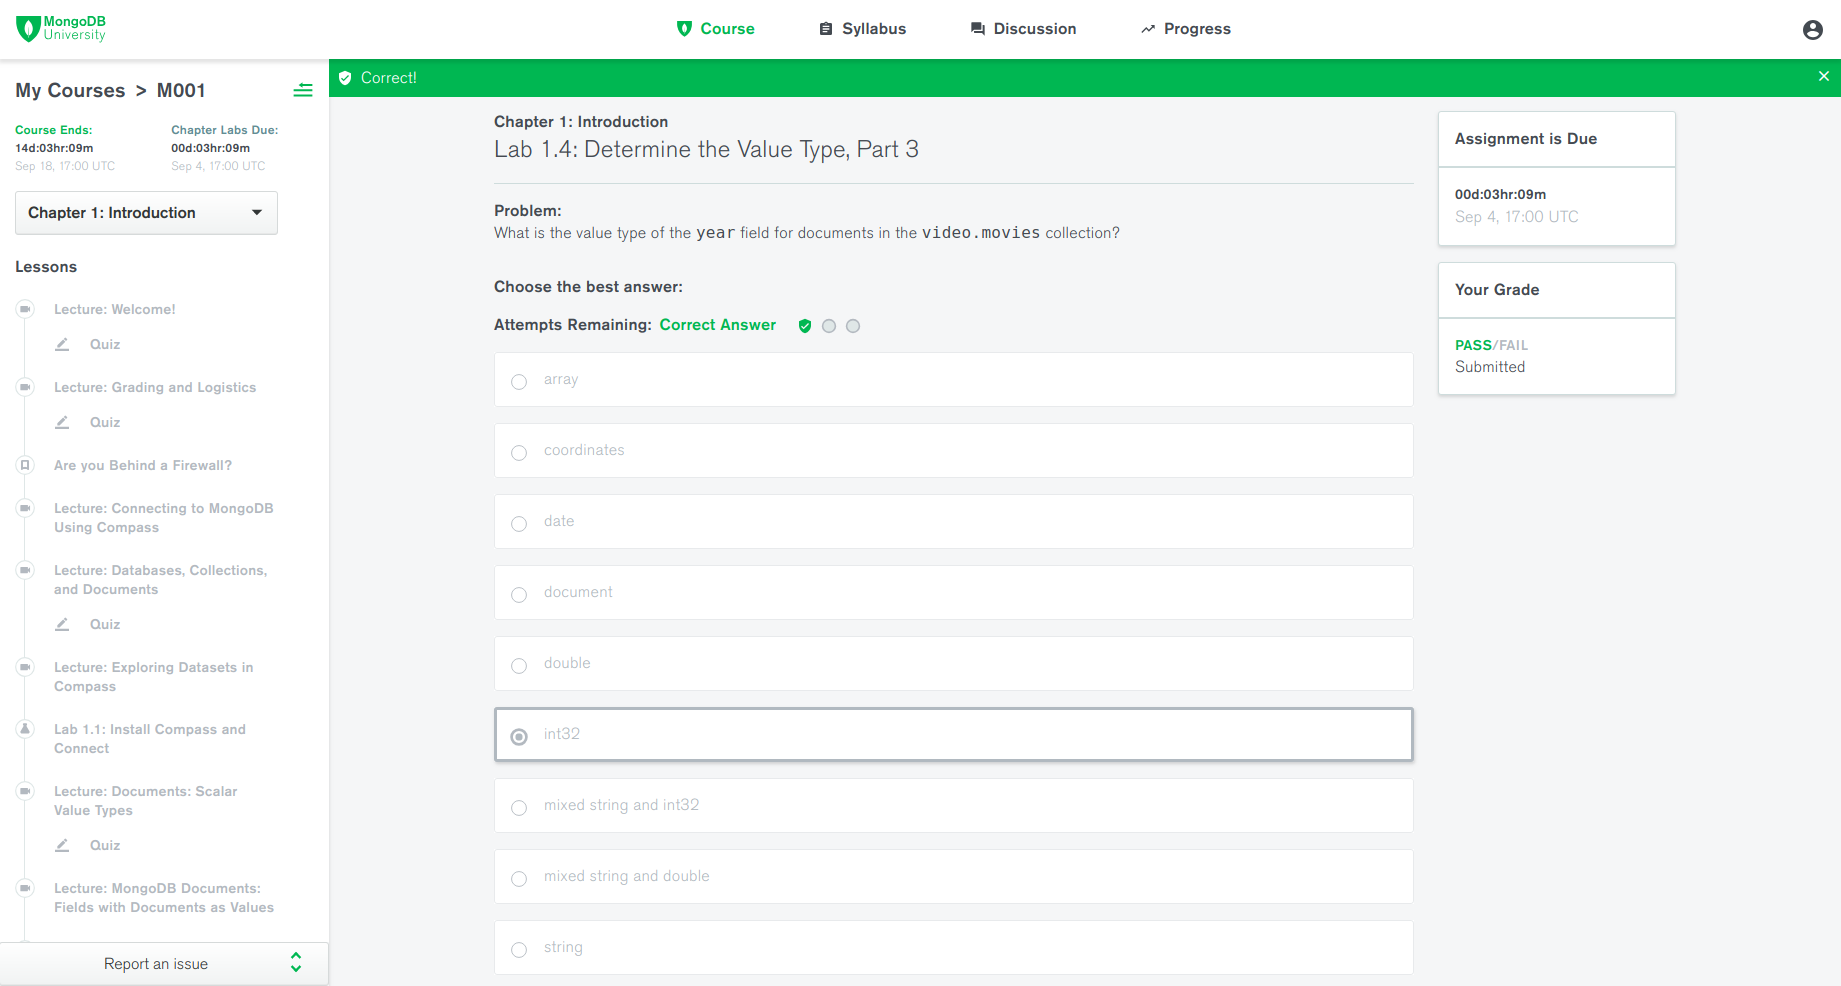 MongoDB
University
Course
Syllabus
Discussion
Progress
My Courses > M001
Course Ends:
14d:03hr:09m
Sep 18, 17:00 UTC
Chapter Labs Due:
00d:03hr:09m
Sep 4, 17:00 UTC
Chapter 1: Introduction
Lessons
Lecture: Welcome!
Quiz
Lecture: Grading and Logistics
Quiz
Are you Behind a Firewall?
Lecture: Connecting to MongoDB
Using Compass
Lecture: Databases, Collections,
and Documents
Quiz
Lecture: Exploring Datasets in
Compass
Lab 1.1: Install Compass and
Connect
Lecture: Documents: Scalar
Value Types
Quiz
Lecture: MongoDB Documents:
Fields with Documents as Values
Report an issue
Correct!
Chapter 1: Introduction
Lab 1.4: Determine the Value Type, Part 3
Problem:
What is the value type of the year field for documents in the video.movies collection?
Choose the best answer:
Attempts Remaining: Correct Answer
array
coordinates
date
document
double
int32
mixed string and int32
mixed string and double
string
Assignment is Due
00d:03hr:09m
Sep 4, 17:00 UTC
Your Grade
PASS/FAIL
Submitted